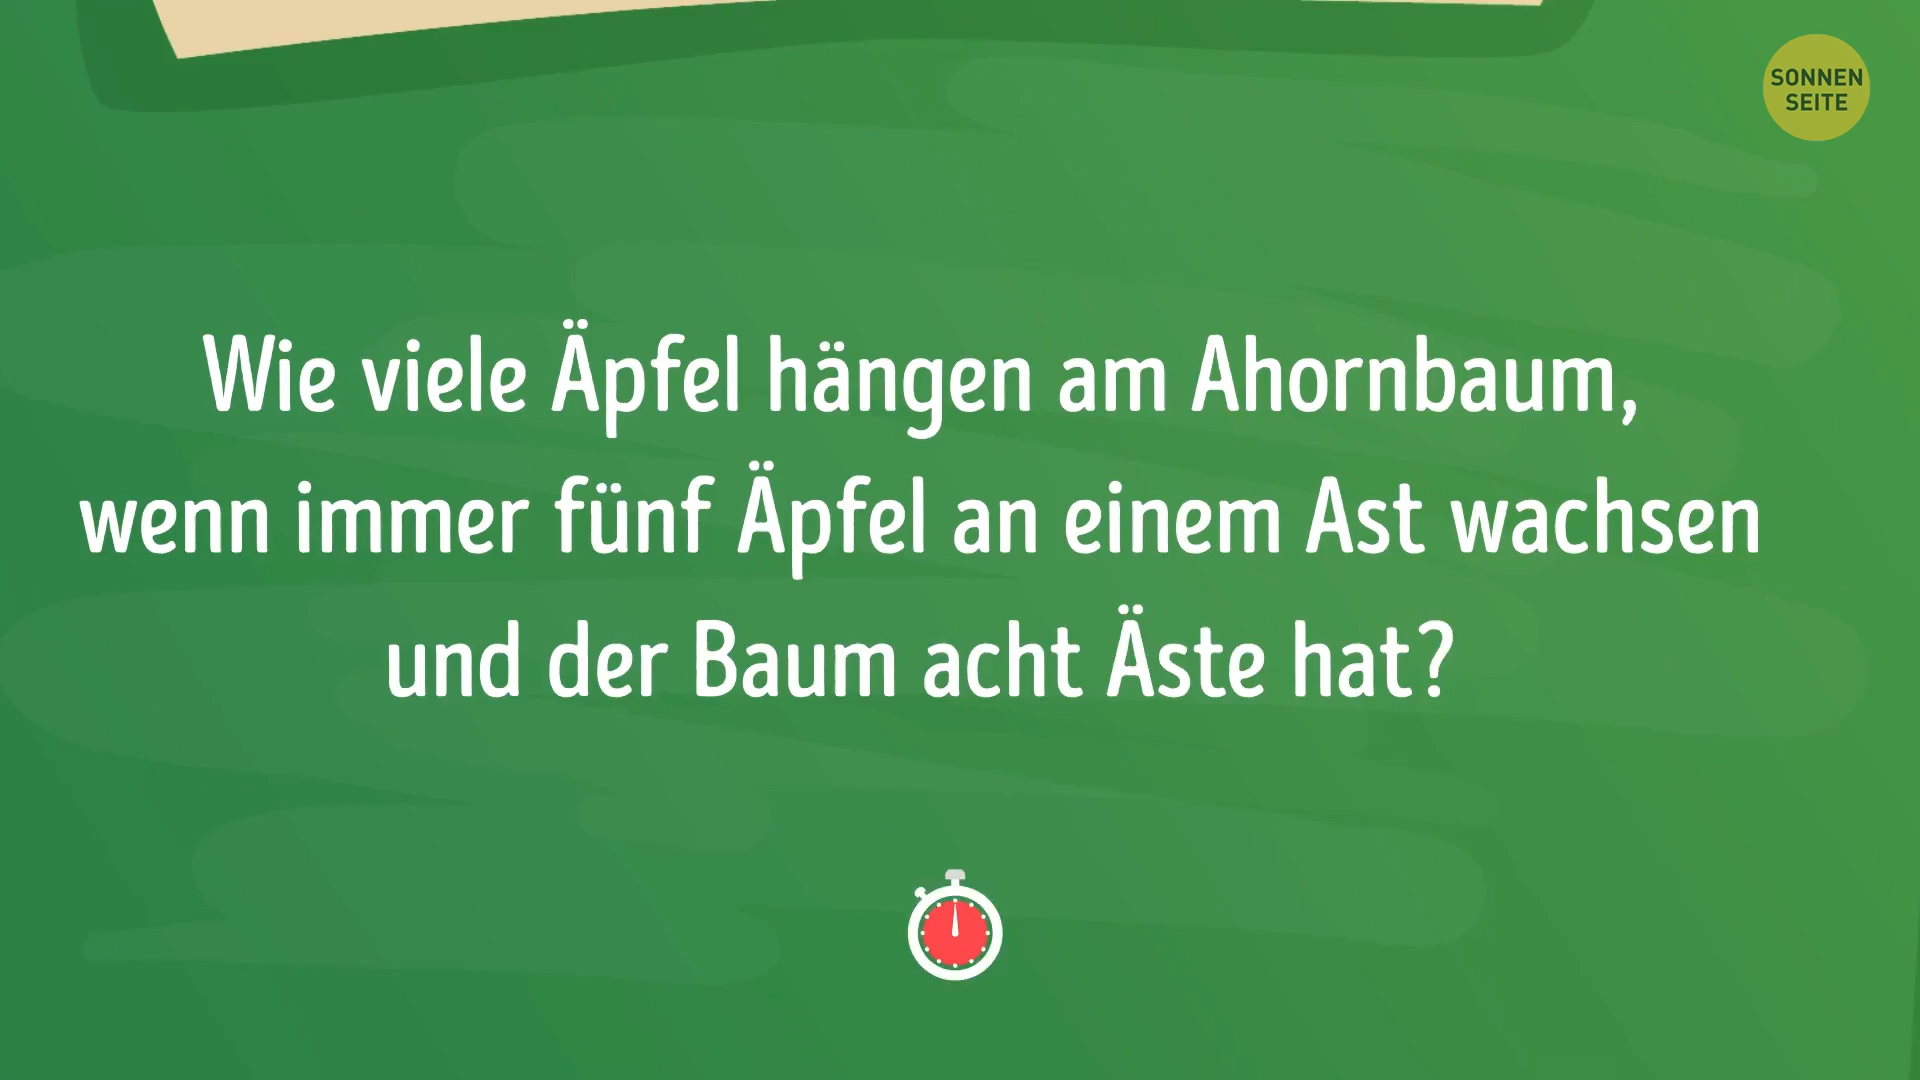 SONNEN
SEITE
Wie viele Äpfel hängen am Ahornbaum,
wenn immer fünf Äpfel an einem Ast wachsen
und der Baum acht Äste hat?